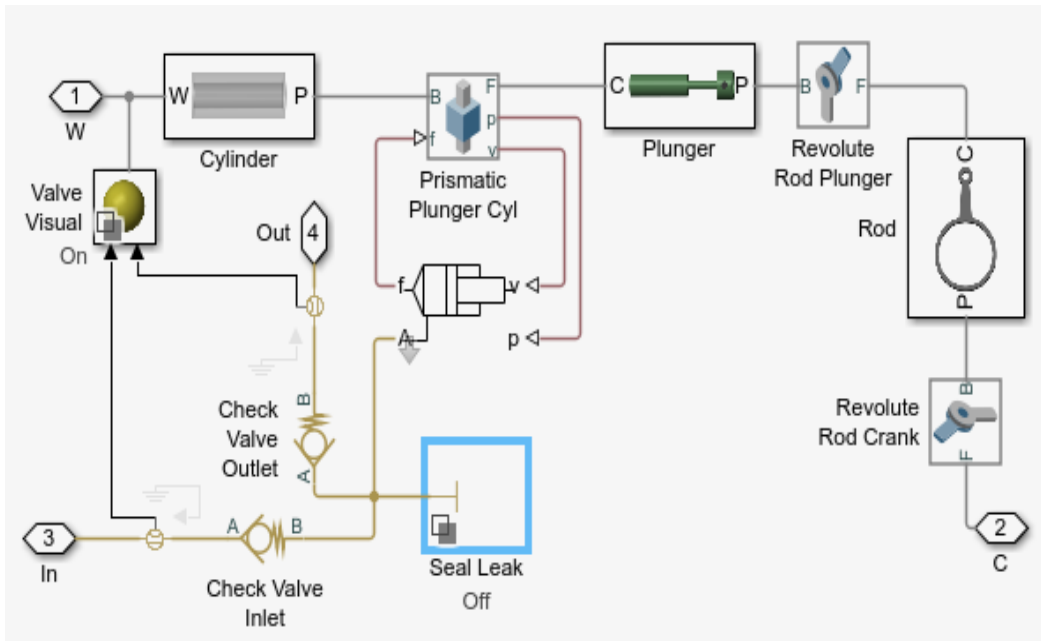 1
W
W
P
Cylinder
B
F
p
v
f
Prismatic
Plunger Cyl
C
P
Plunger
B
F
Revolute
Rod Plunger
C
Rod
P
Valve
Visual
On
Out
4
f
v
A
p
B
Check
Valve
Outlet
A
B
Revolute
Rod Crank
F
3
In
A
B
Check Valve
Inlet
Seal Leak
Off
2
C